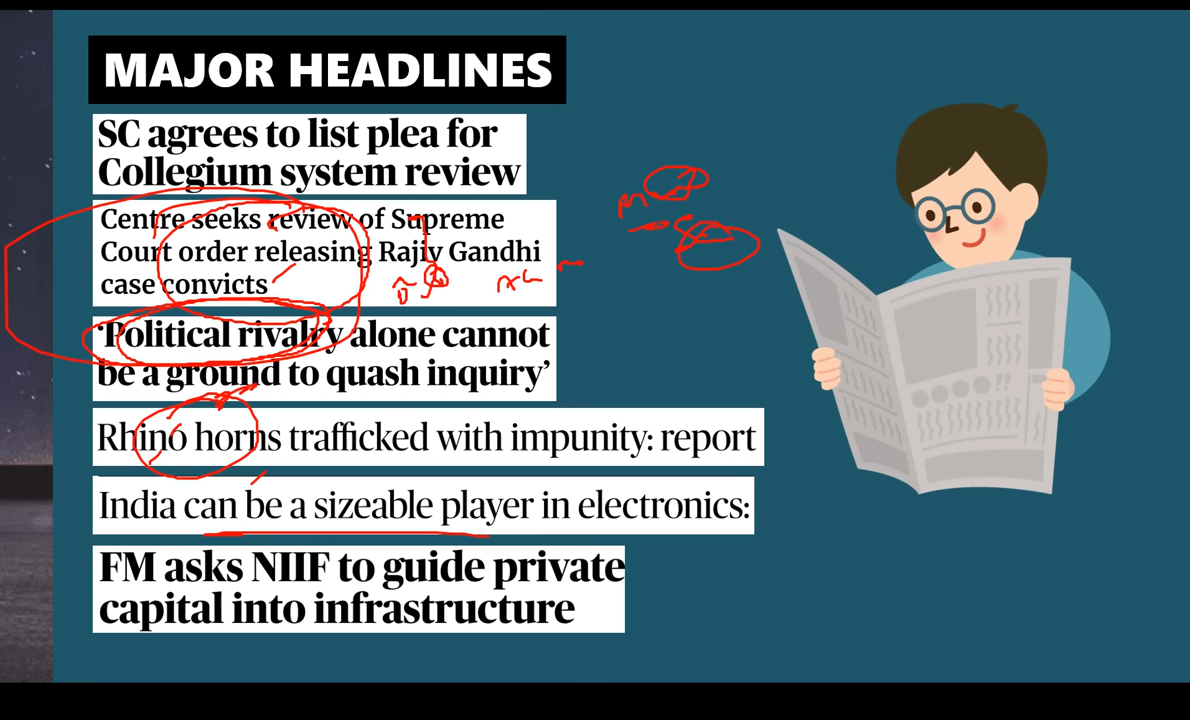 MAJOR HEADLINES
SC agrees to list plea for
Collegium system review
Centre seeks review of Supreme
Court order releasing Rajiv Gandhi
case convicts
‘Political rivalry alone cannot
be a ground to quash inquiry’
Rhino horns trafficked with impunity: report
India can be a sizeable player in electronics:
FM asks NIIF to guide private
capital into infrastructure